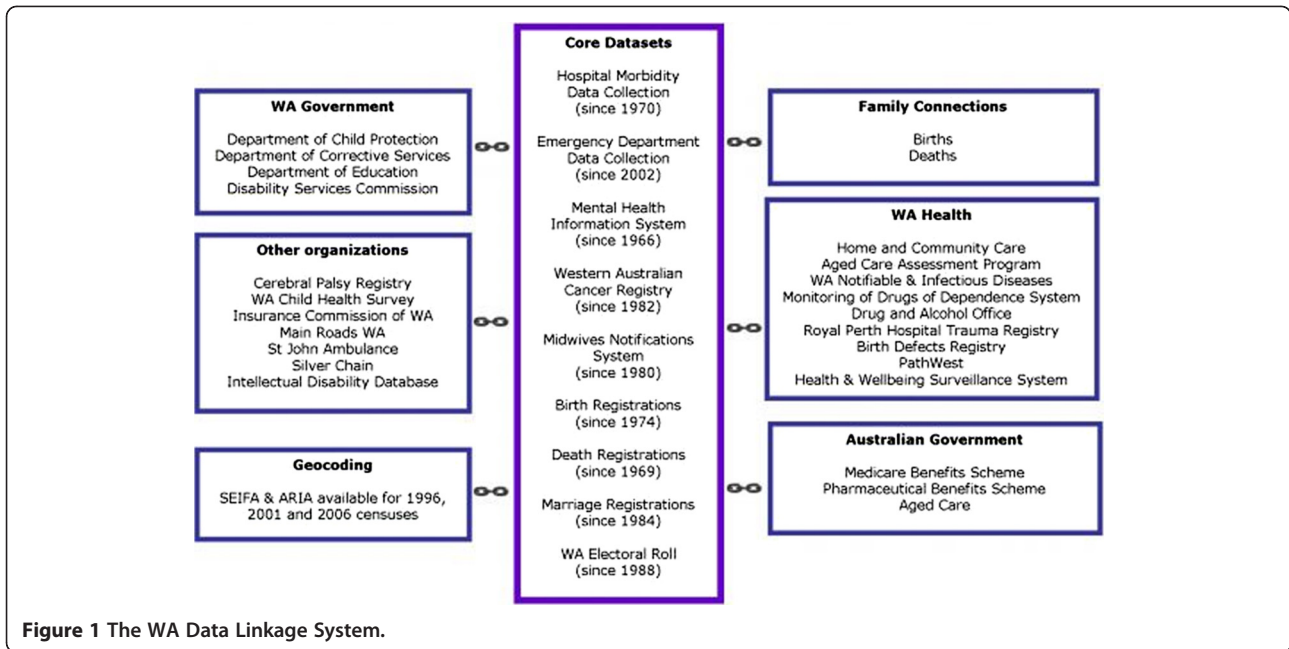 WA Government
Department of Child Protection
Department of Corrective Services
Department of Education
Disability Services Commission
Other organizations
Cerebral Palsy Registry
WA Child Health Survey
Insurance Commission of WA
Main Roads WA
St John Ambulance
Silver Chain
Intellectual Disability Database
Geocoding
SEIFA & ARIA available for 1996,
2001 and 2006 censuses
Core Datasets
Hospital Morbidity
Data Collection
(since 1970)
Emergency Department
Data Collection
(since 2002)
Mental Health
Information System
(since 1966)
Western Australian
Cancer Registry
(since 1982)
Midwives Notifications
System
(since 1980)
Birth Registrations
(since 1974)
Death Registrations
(since 1969)
Marriage Registrations
(since 1984)
WA Electoral Roll
(since 1988)
Family Connections
Births
Deaths
WA Health
Home and Community Care
Aged Care Assessment Program
WA Notifiable & Infectious Diseases
Monitoring of Drugs of Dependence System
Drug and Alcohol Office
Royal Perth Hospital Trauma Registry
Birth Defects Registry
PathWest
Health & Wellbeing Surveillance System
Australian Government
Medicare Benefits Scheme
Pharmaceutical Benefits Scheme
Aged Care
Figure 1 The WA Data Linkage System.